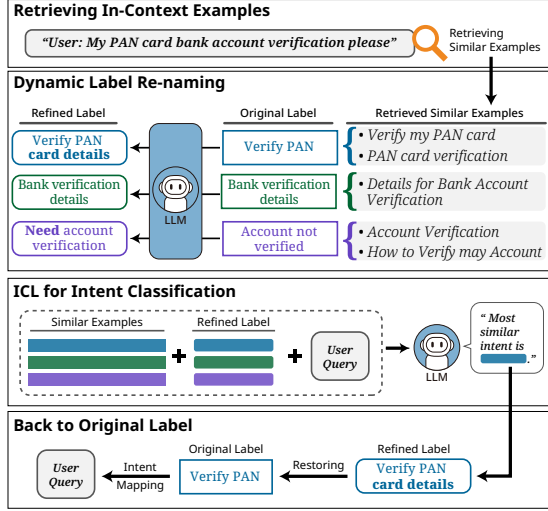 Retrieving In-Context Examples
“User: My PAN card bank account verification please”
Retrieving
Similar Examples
Dynamic Label Re-naming
Refined Label
Original Label
Retrieved Similar Examples
Verify PAN
card details
Verify PAN
• Verify my PAN card
• PAN card verification
Bank verification
details
Bank verification
details
• Details for Bank Account
Verification
Need account
verification
Account not
verified
• Account Verification
• How to Verify may Account
LLM
ICL for Intent Classification
Similar Examples
Refined Label
User
Query
LLM
“ Most
similar
intent is
.”
Back to Original Label
Original Label
Refined Label
User
Query
Intent
Mapping
Verify PAN
Restoring
Verify PAN
card details